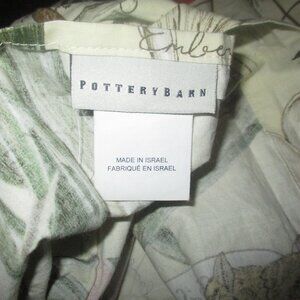 POTTERYBARN
MADE IN ISRAEL
FABRIQUÉ EN ISRAEL